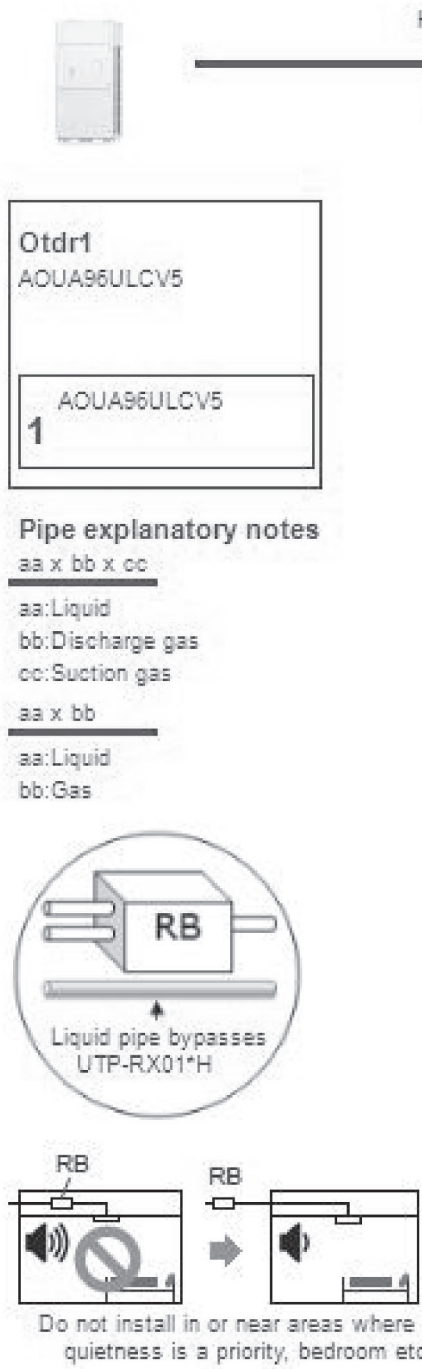 Otdr1
AOUA96ULCV5
AOUA96ULCV5
1
Pipe explanatory notes
aa x bb x cc
aa:Liquid
bb:Discharge gas
cc:Suction gas
aa x bb
aa:Liquid
bb:Gas
RB
Liquid pipe bypasses
UTP-RX01*H
RB
RB
Do not install in or near areas where
quietness is a priority, bedroom etc